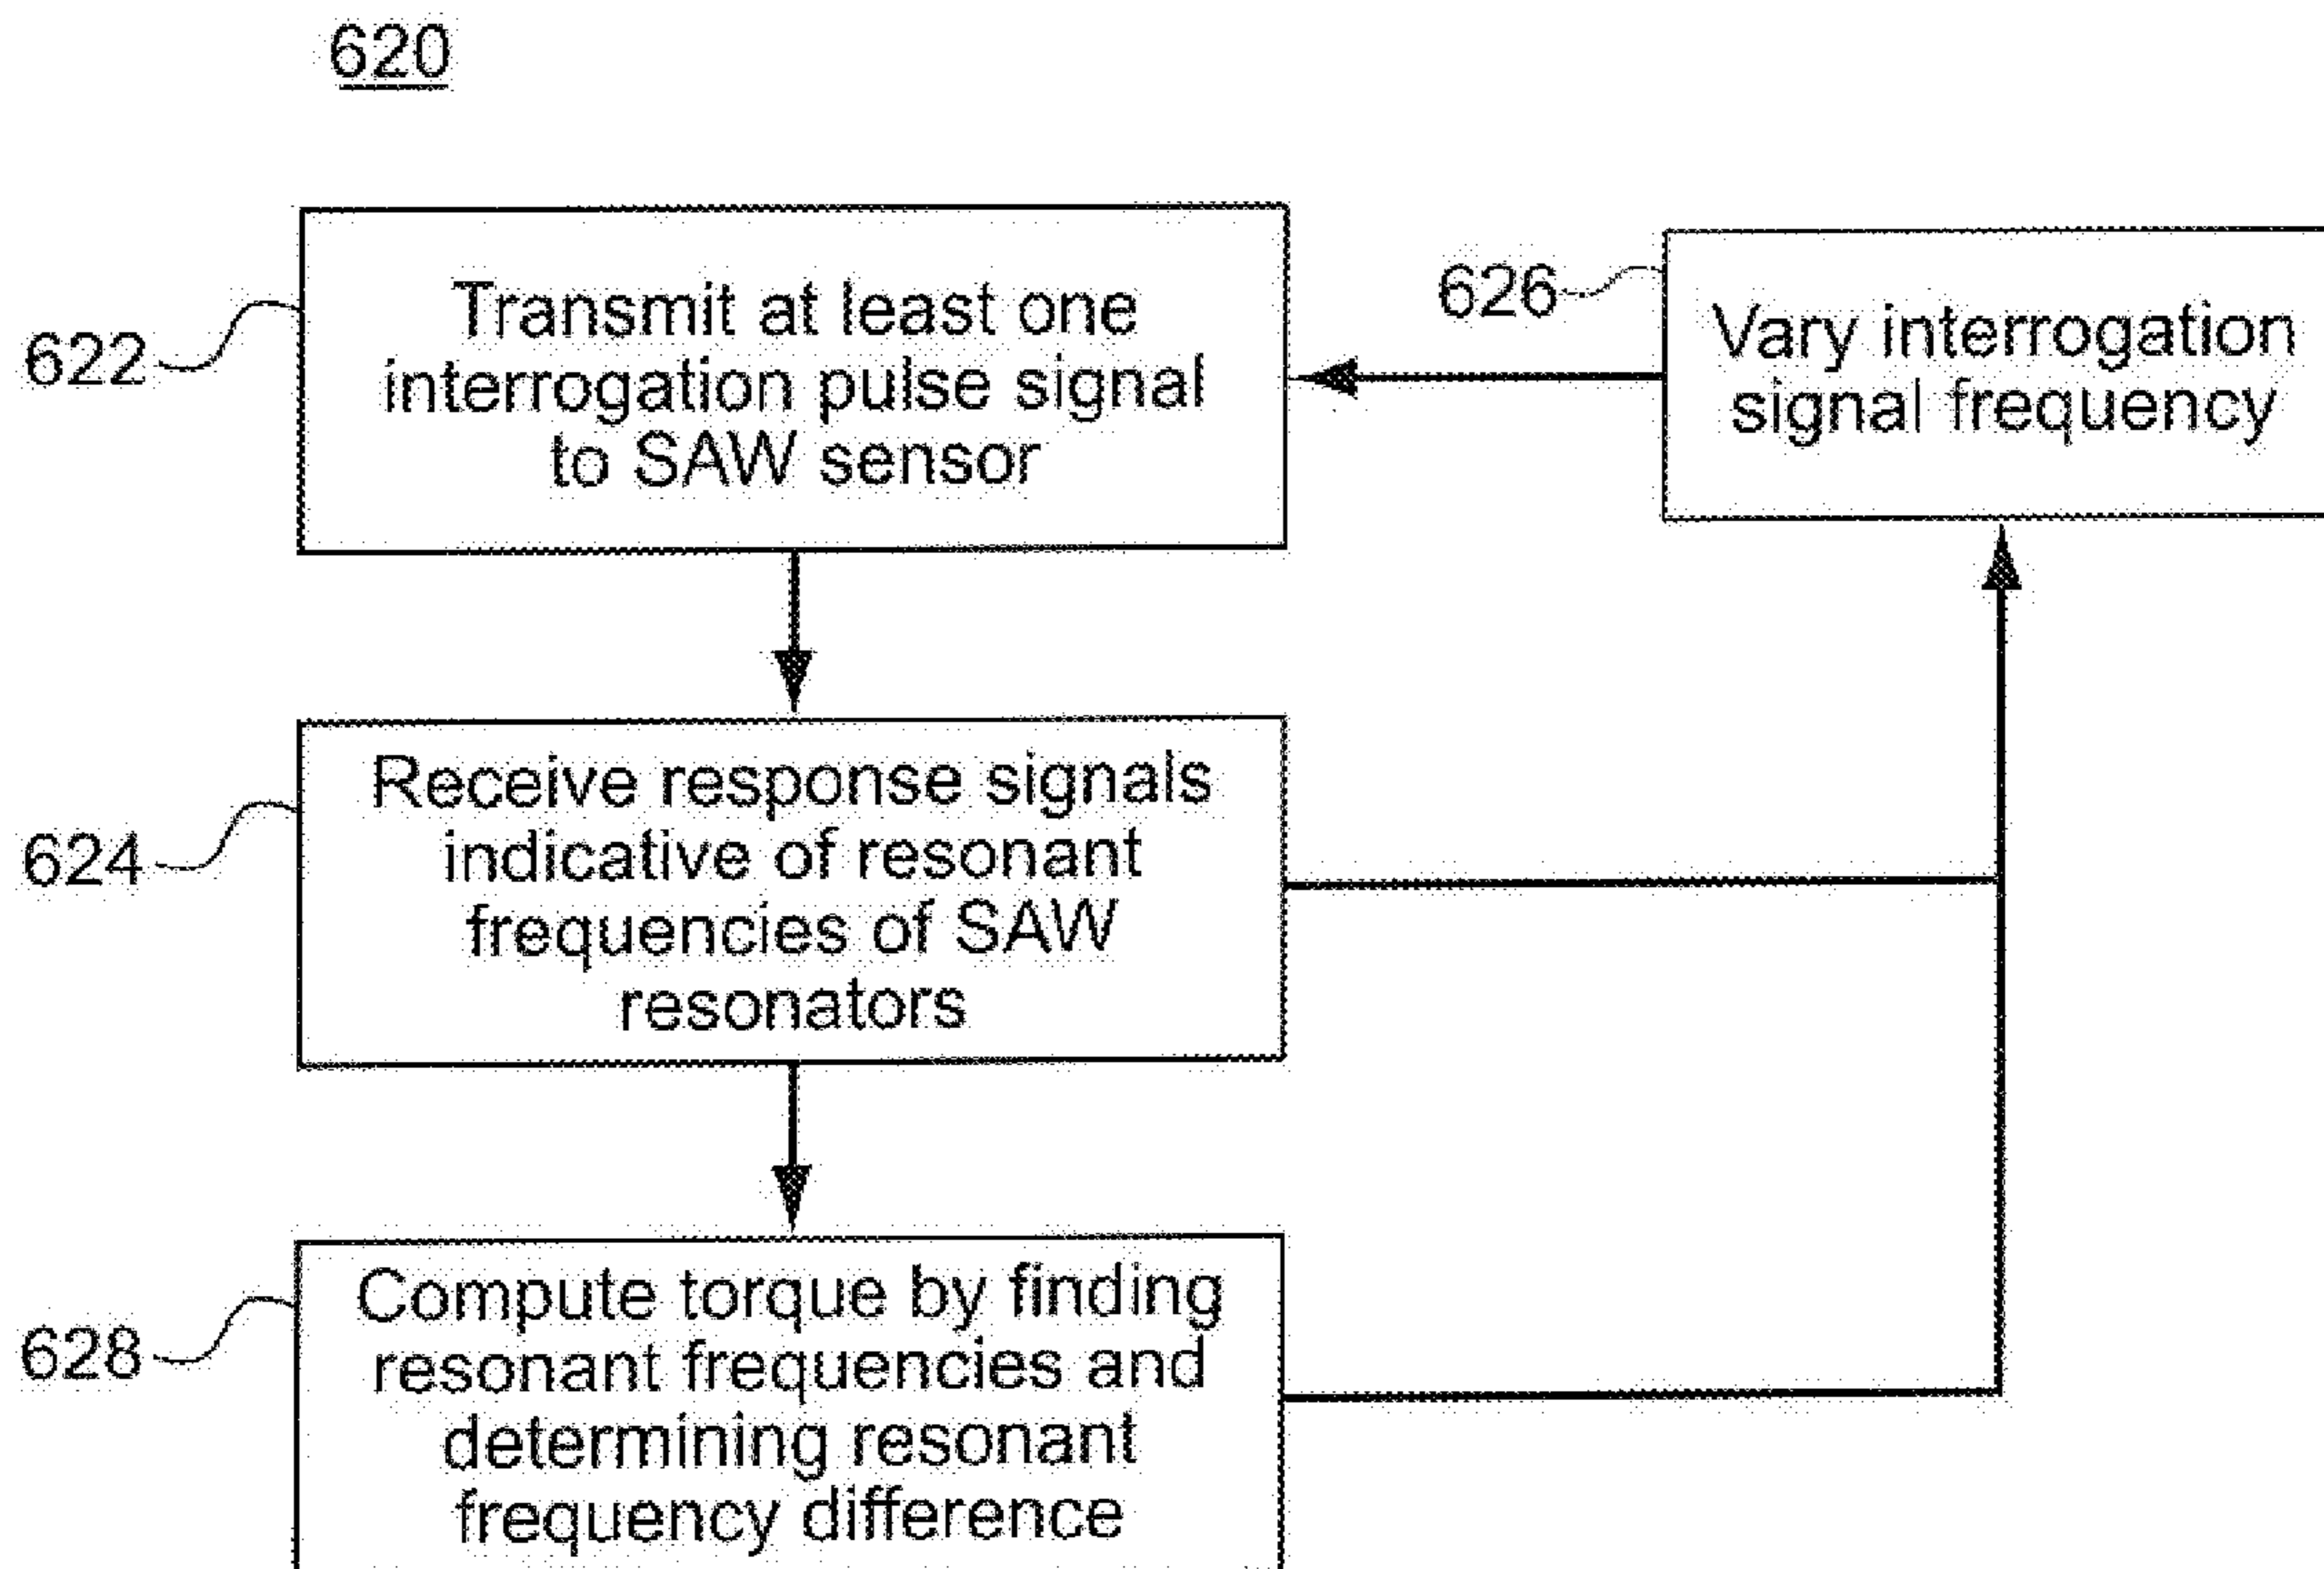 620
622
Transmit at least one
interrogation pulse signal
to SAW sensor
626
Vary interrogation
signal frequency
624
Receive response signals
indicative of resonant
frequencies of SAW
resonators
628
Compute torque by finding
resonant frequencies and
determining resonant
frequency difference